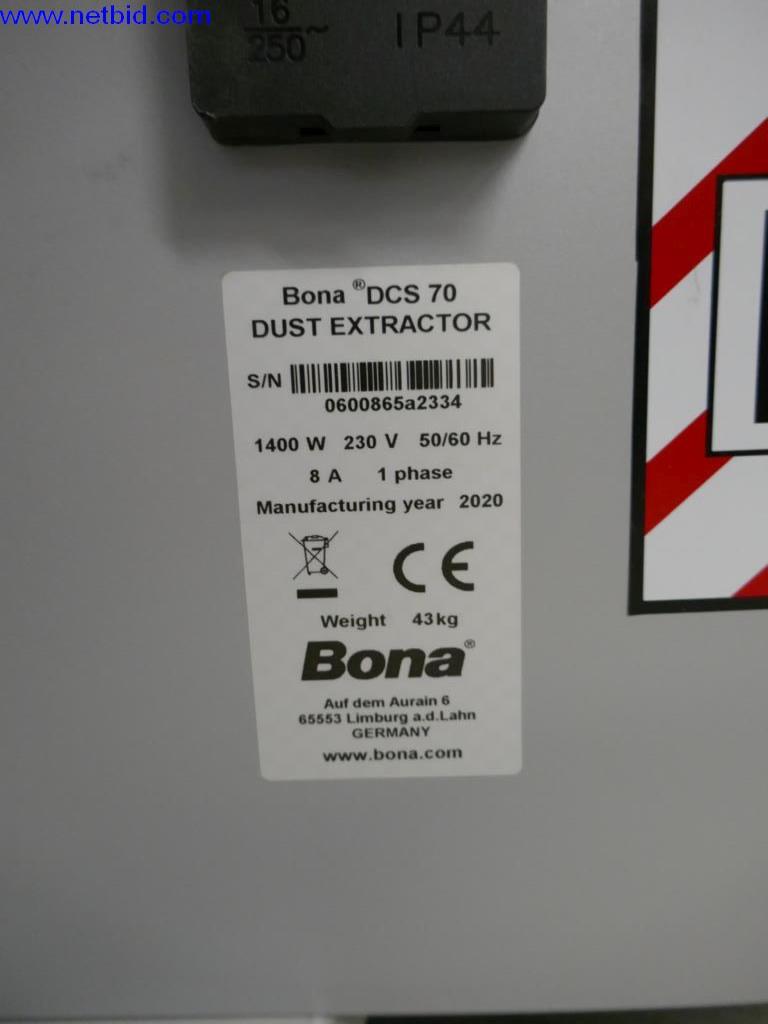 www.netbid.com
16
250~
IP44
Bona ® DCS 70
DUST EXTRACTOR
S/N
0600865a2334
1400 W 230 V 50/60 Hz
8 A 1 phase
Manufacturing year 2020
CE
Weight 43kg
Bona®
Auf dem Aurain 6
65553 Limburg a.d.Lahn
GERMANY
www.bona.com